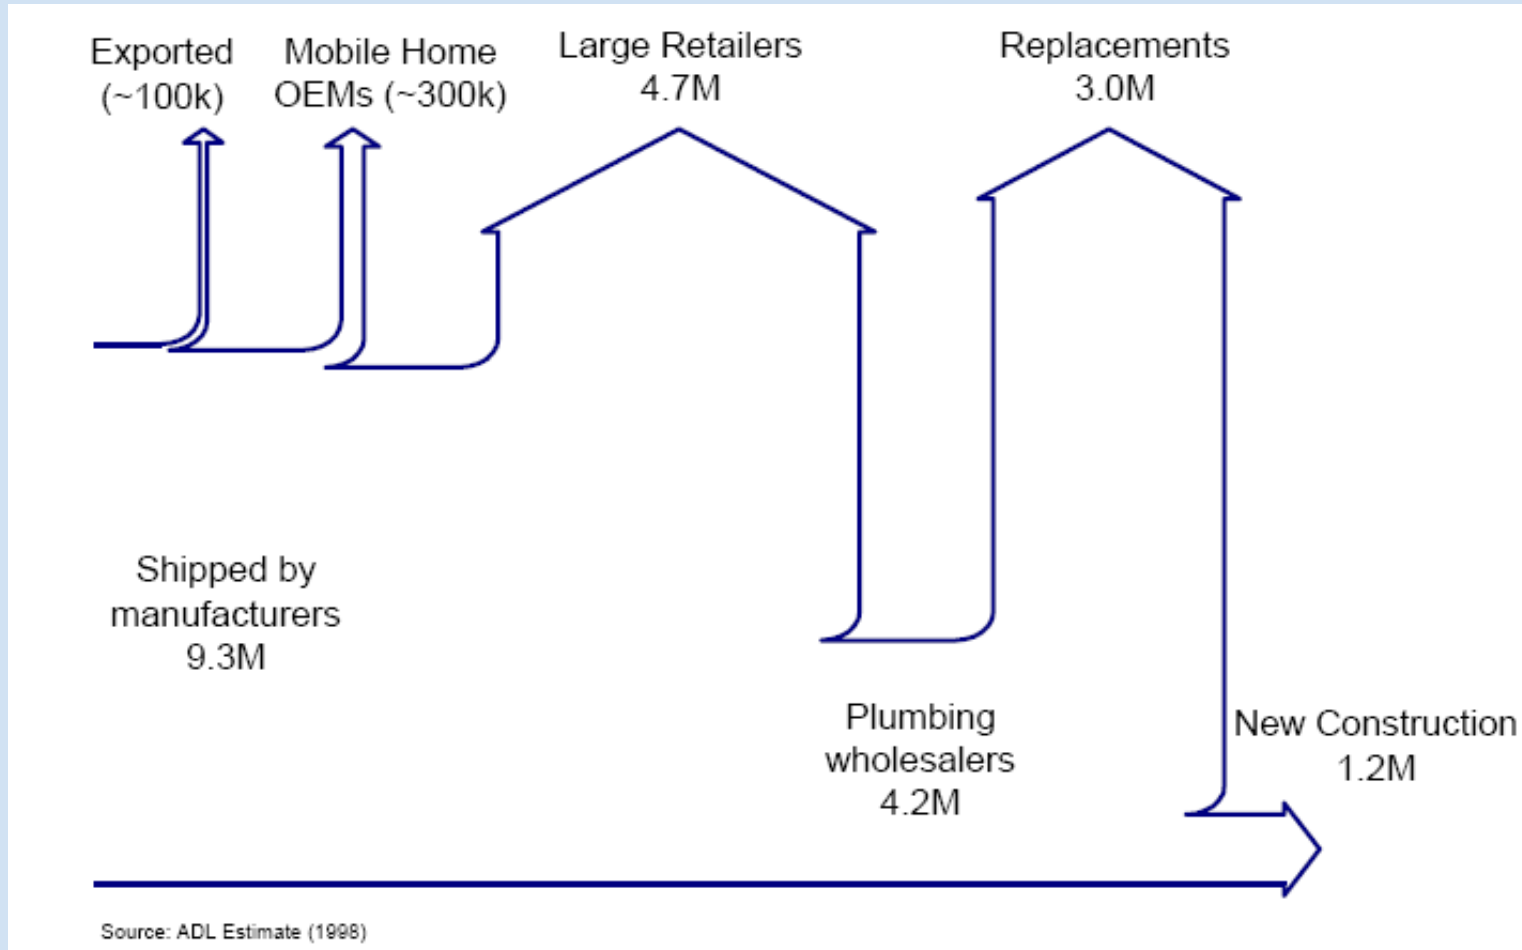 Exported
(~100k)
Mobile Home
OEMs (~300k)
Large Retailers
4.7M
Replacements
3.0M
Shipped by
manufacturers
9.3M
Plumbing
wholesalers
4.2M
New Construction
1.2M
Source: ADL Estimate (1998)